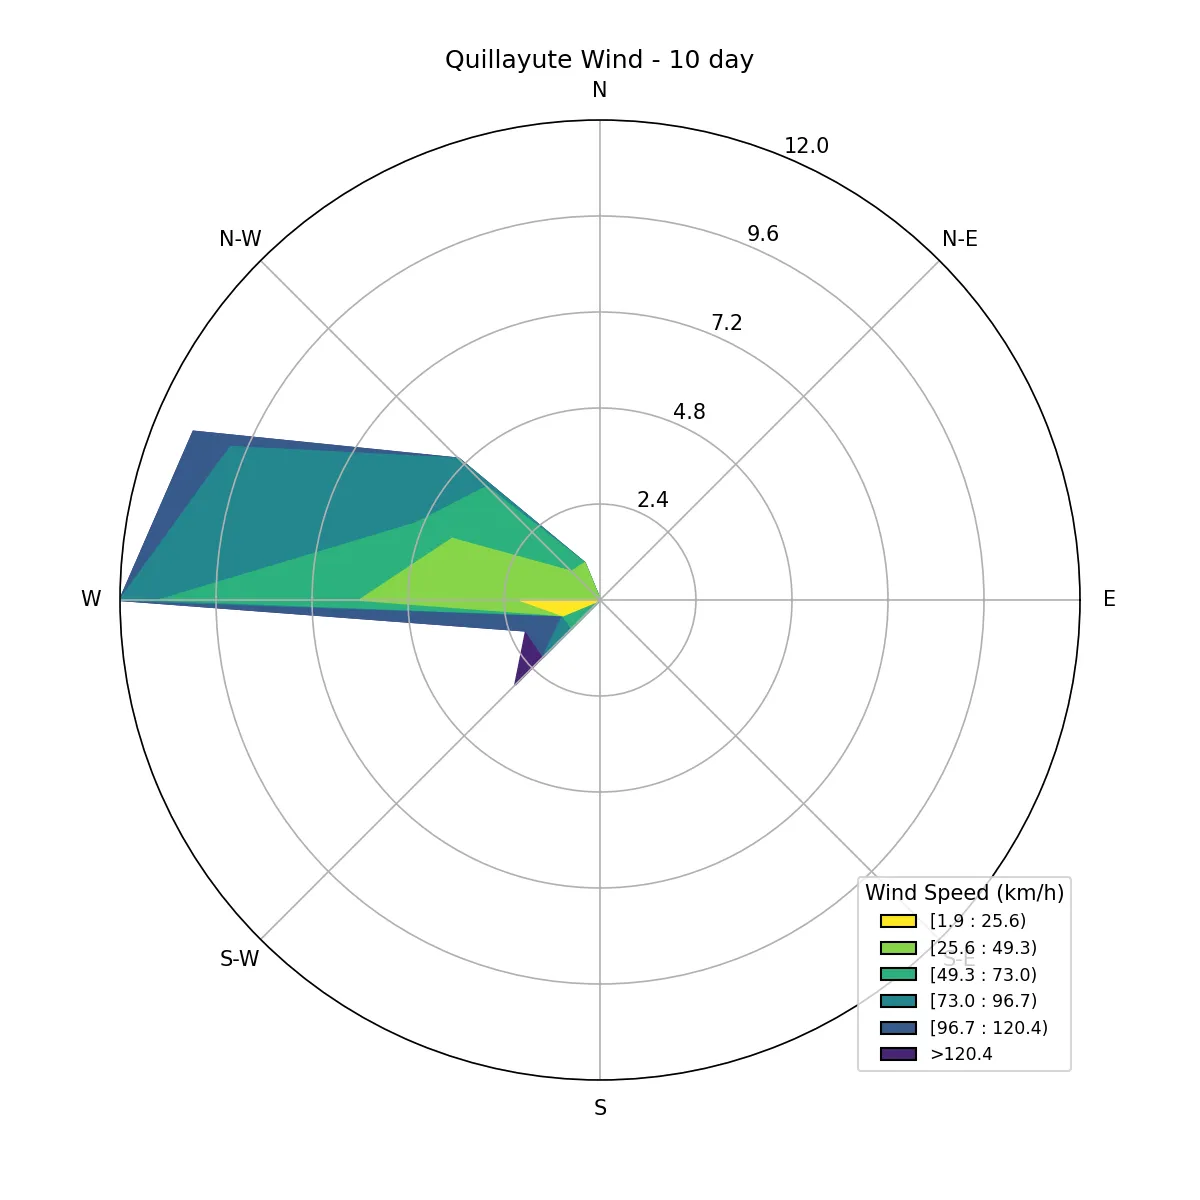 Quillayute Wind - 10 day
N
12.0
N-W
N-E
9.6
7.2
4.8
2.4
W
E
S-W
S-E
S
Wind Speed (km/h)
[1.9 : 25.6)
[25.6 : 49.3)
[49.3 : 73.0)
[73.0 : 96.7)
[96.7 : 120.4)
>120.4